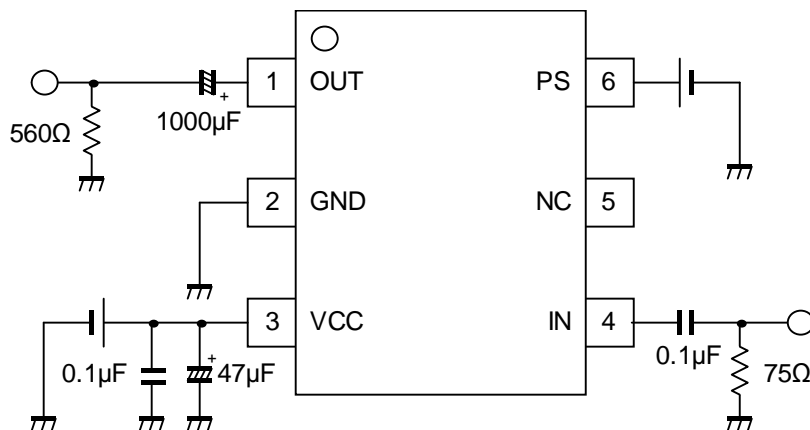 1 OUT PS 6
560Ω 1000µF +
2 GND NC 5
3 VCC IN 4
0.1µF + 47µF 0.1µF 75Ω